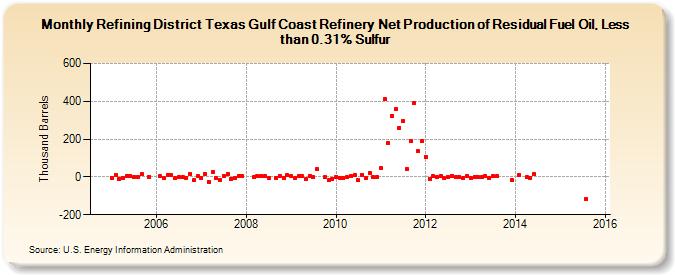 Monthly Refining District Texas Gulf Coast Refinery Net Production of Residual Fuel Oil, Less
than 0.31% Sulfur
Thousand Barrels
600
400
200
0
-200
2006
2008
2010
2012
2014
2016
Source: U.S. Energy Information Administration